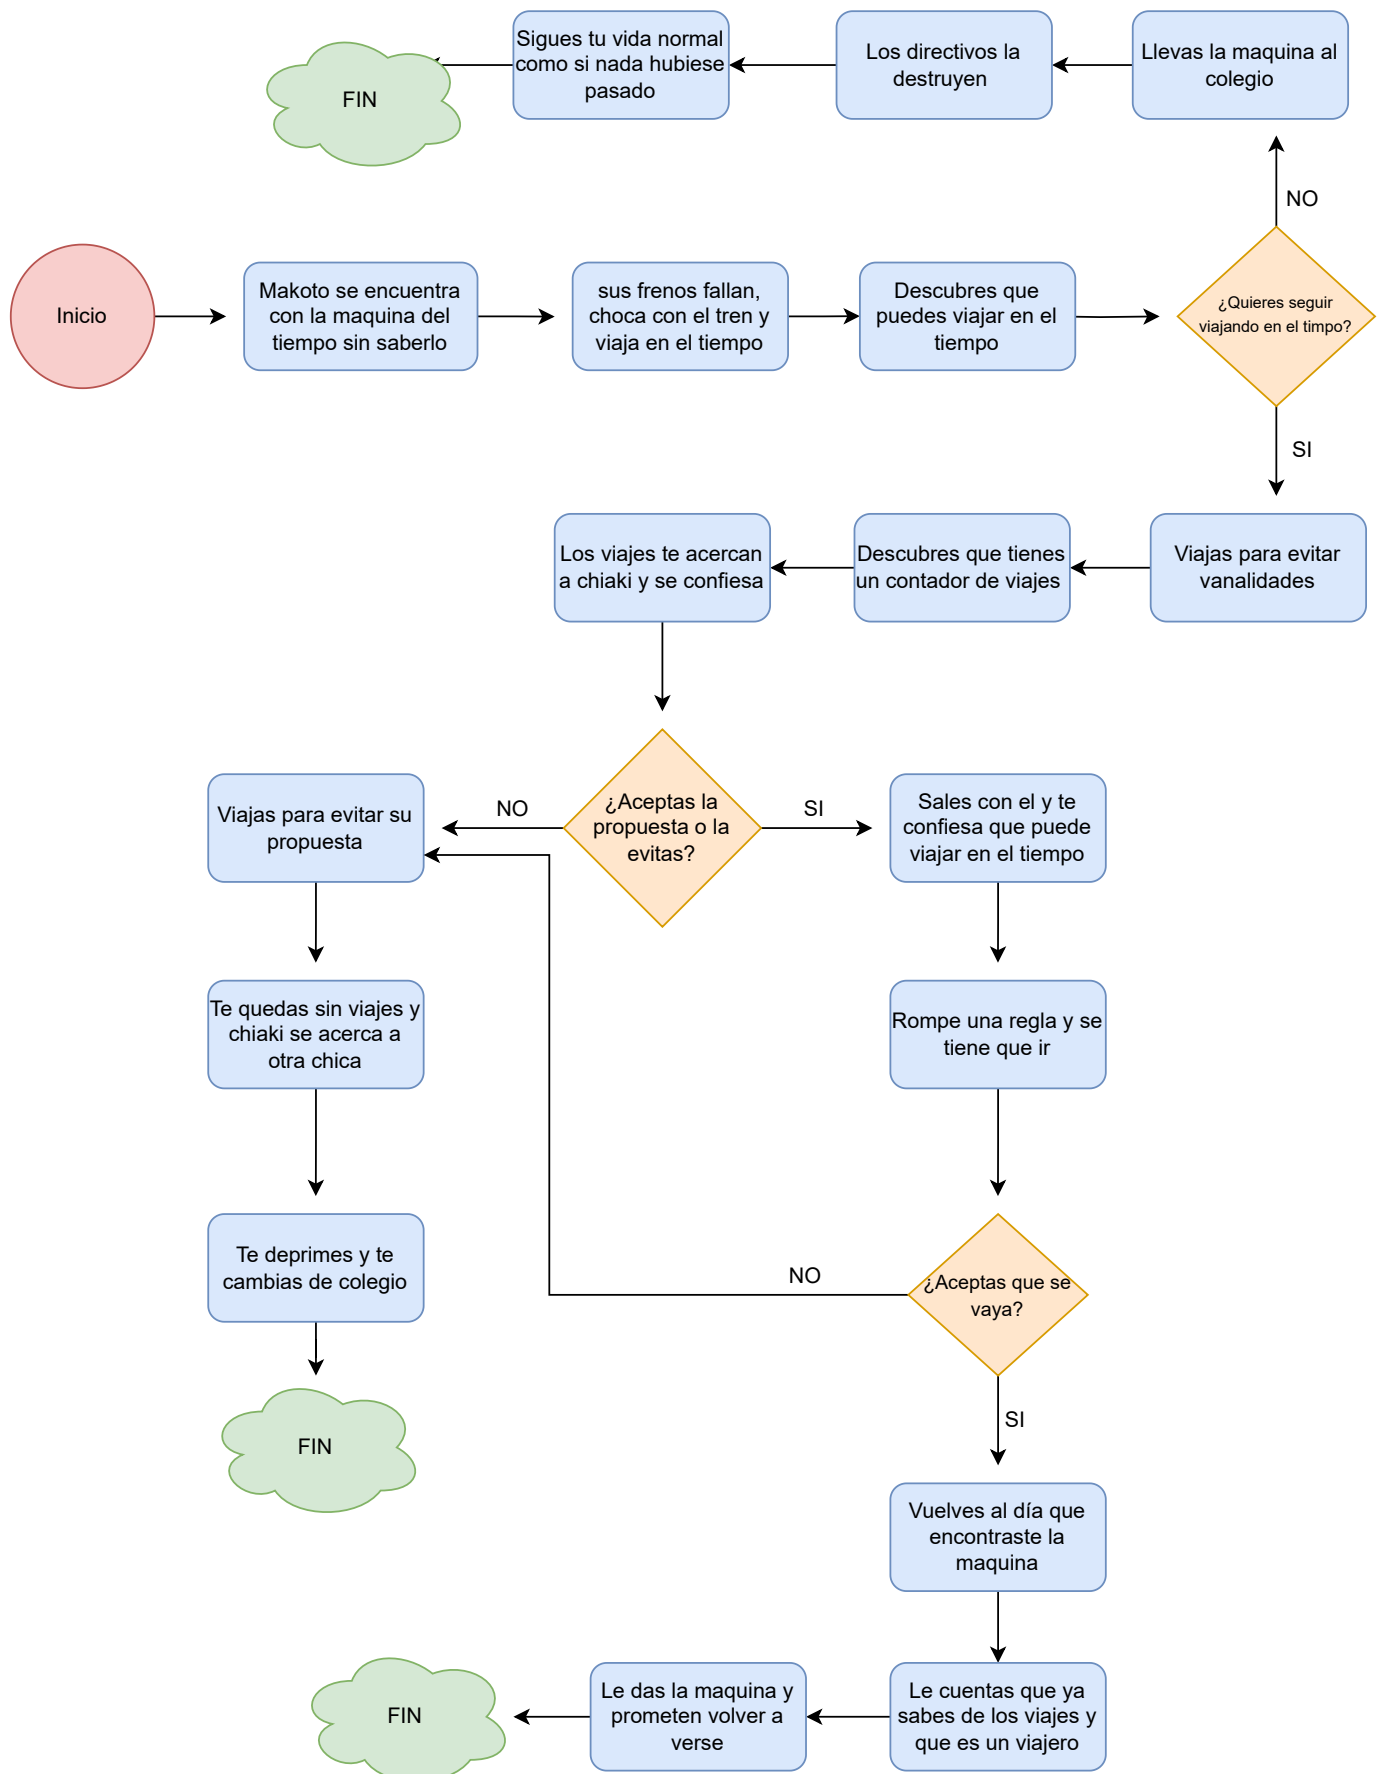 Sigues tu vida normal
como si nada hubiese
pasado
Los directivos la
destruyen
Llevas la maquina al
colegio
FIN
NO
Inicio
Makoto se encuentra
con la maquina del
tiempo sin saberlo
sus frenos fallan,
choca con el tren y
viaja en el tiempo
Descubres que
puedes viajar en el
tiempo
¿Quieres seguir
viajando en el timpo?
SI
Los viajes te acercan
a chiaki y se confiesa
Descubres que tienes
un contador de viajes
Viajas para evitar
vanalidades
Viajas para evitar su
propuesta
NO
¿Aceptas la
propuesta o la
evitas?
SI
Sales con el y te
confiesa que puede
viajar en el tiempo
Te quedas sin viajes y
chiaki se acerca a
otra chica
Rompe una regla y se
tiene que ir
Te deprimes y te
cambias de colegio
NO
¿Aceptas que se
vaya?
SI
FIN
Vuelves al día que
encontraste la
maquina
FIN
Le das la maquina y
prometen volver a
verse
Le cuentas que ya
sabes de los viajes y
que es un viajero